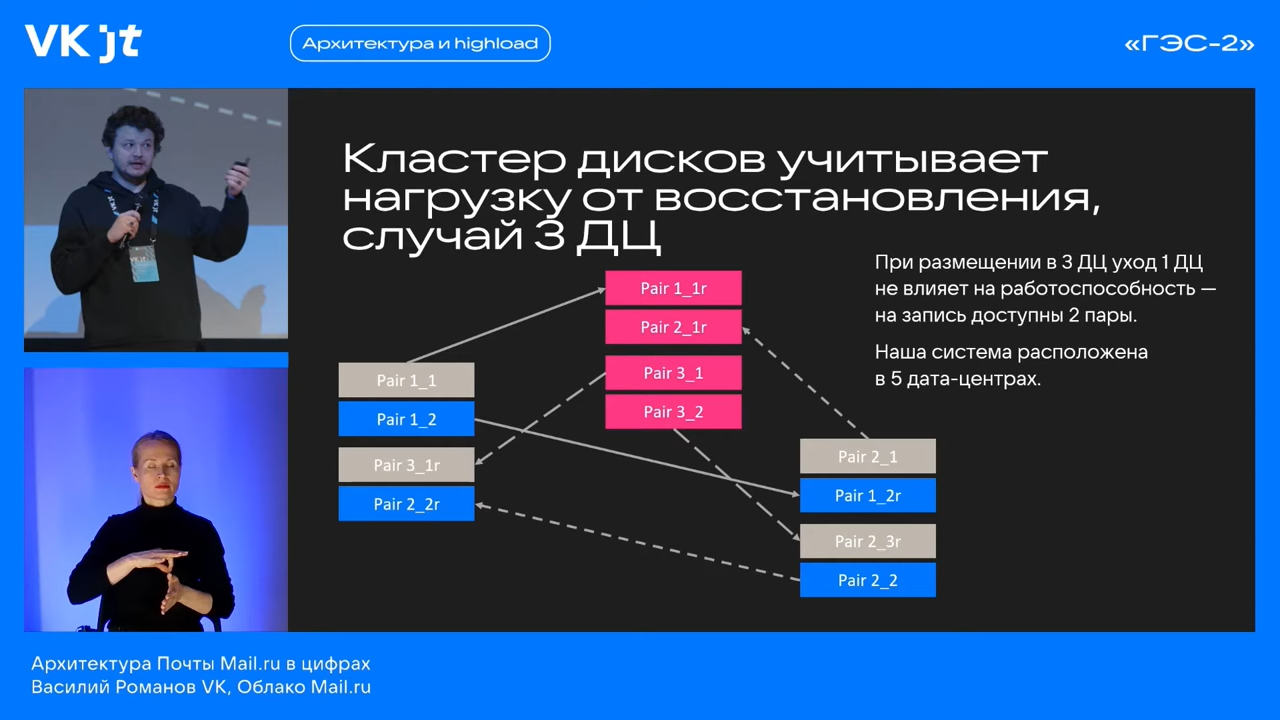 VK jt
Архитектура и highload
«ГЭС-2»
Кластер дисков учитывает
нагрузку от восстановления,
случай 3 ДЦ
При размещении в 3 ДЦ уход 1 ДЦ
не влияет на работоспособность —
на запись доступны 2 пары.
Наша система расположена
в 5 дата-центрах.
Pair 1_1r
Pair 2_1r
Pair 3_1
Pair 3_2
Pair 1_1
Pair 1_2
Pair 3_1r
Pair 2_2r
Pair 2_1
Pair 1_2r
Pair 2_3r
Pair 2_2
Архитектура Почты Mail.ru в цифрах
Василий Романов VK, Облако Mail.ru